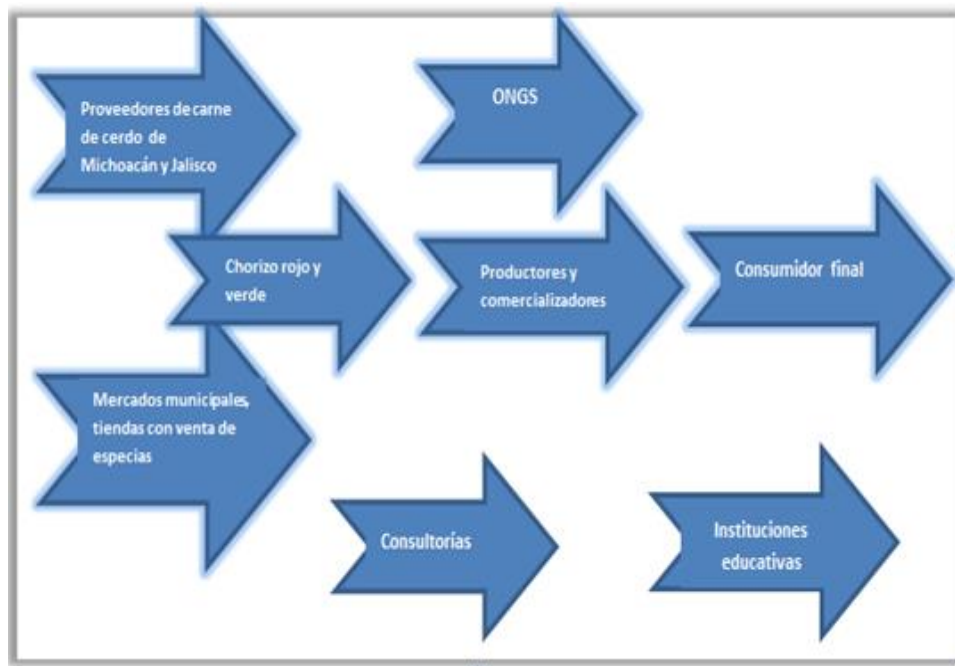 Proveedores de carne
de cerdo de
Michoacán y Jalisco
ONGS
Chorizo rojo y
verde
Productores y
comercializadores
Consumidor final
Mercados municipales,
tiendas con venta de
especias
Consultorías
Instituciones
educativas